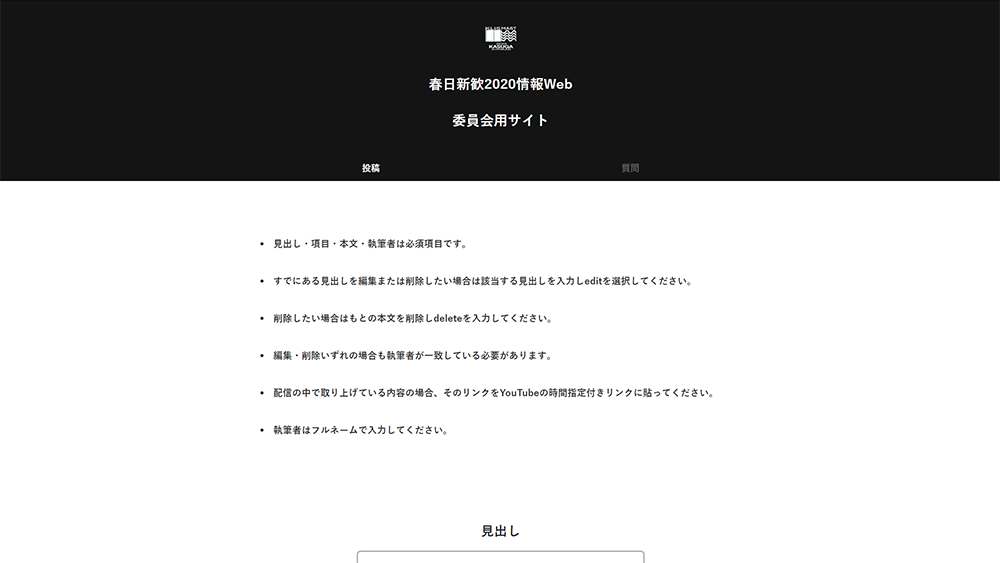 KLIS MAST
KASUGA
春日新歓2020情報Web
委員会用サイト
投稿
質問
• 見出し・項目・本文・執筆者は必須項目です。
• すでにある見出しを編集または削除したい場合は該当する見出しを入力しeditを選択してください。
• 削除したい場合はもとの本文を削除しdeleteを入力してください。
• 編集・削除いずれの場合も執筆者が一致している必要があります。
• 配信の中で取り上げている内容の場合、そのリンクをYouTubeの時間指定付きリンクに貼ってください。
• 執筆者はフルネームで入力してください。
見出し